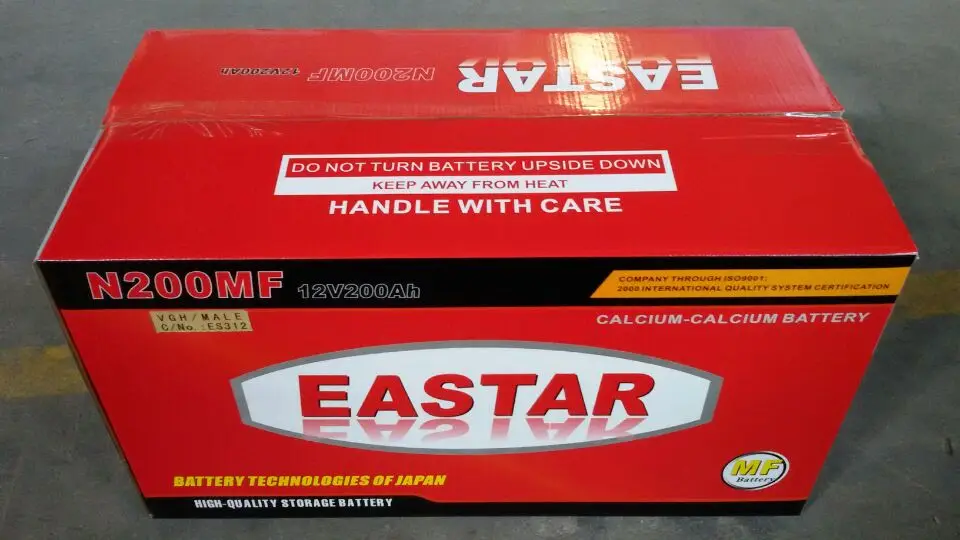 EASTAR
N200MF 12V200Ah
DO NOT TURN BATTERY UPSIDE DOWN
KEEP AWAY FROM HEAT
HANDLE WITH CARE
N200MF 12V200Ah
COMPANY THROUGH ISO9001:
2000 INTERNATIONAL QUALITY SYSTEM CERTIFICATION
VGH/MALE
C/No.:ES312
CALCIUM-CALCIUM BATTERY
EASTAR
MF
Battery
BATTERY TECHNOLOGIES OF JAPAN
HIGH-QUALITY STORAGE BATTERY